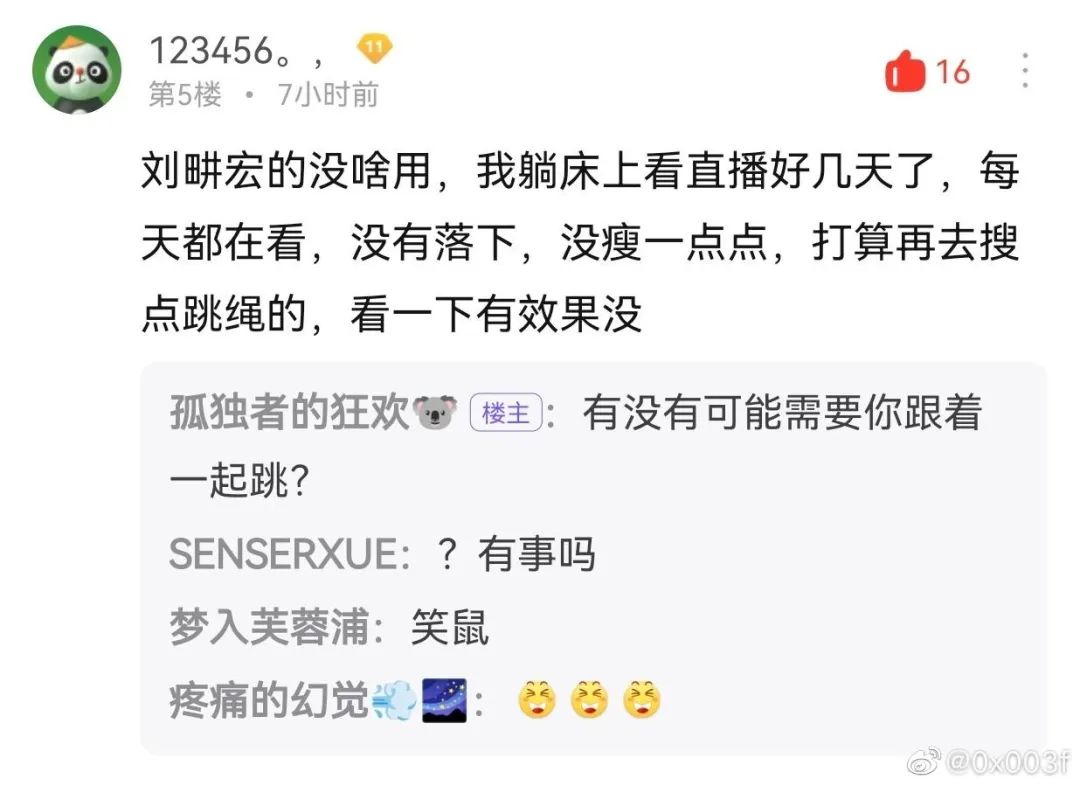 123456。， 11
第5楼 • 7小时前
16
刘畊宏的没啥用，我躺床上看直播好几天了，每
天都在看，没有落下，没瘦一点点，打算再去搜
点跳绳的，看一下有效果没
孤独者的狂欢🐨 楼主：有没有可能需要你跟着
一起跳？
SENSERXUE：？有事吗
梦入芙蓉浦：笑鼠
疼痛的幻觉💨🌌：😆😆😆
@0x003f